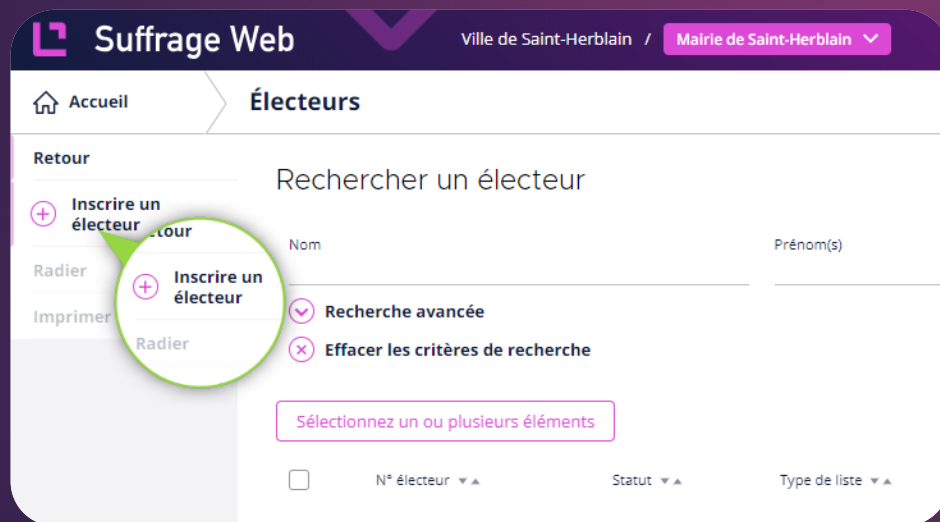 Suffrage Web
Ville de Saint-Herblain / Mairie de Saint-Herblain
Accueil
Électeurs
Retour
Inscrire un
électeur
Radier
Imprimer
tour
Inscrire un
électeur
Radier
Rechercher un électeur
Nom
Prénom(s)
Recherche avancée
Effacer les critères de recherche
Sélectionnez un ou plusieurs éléments
N° électeur
Statut
Type de liste